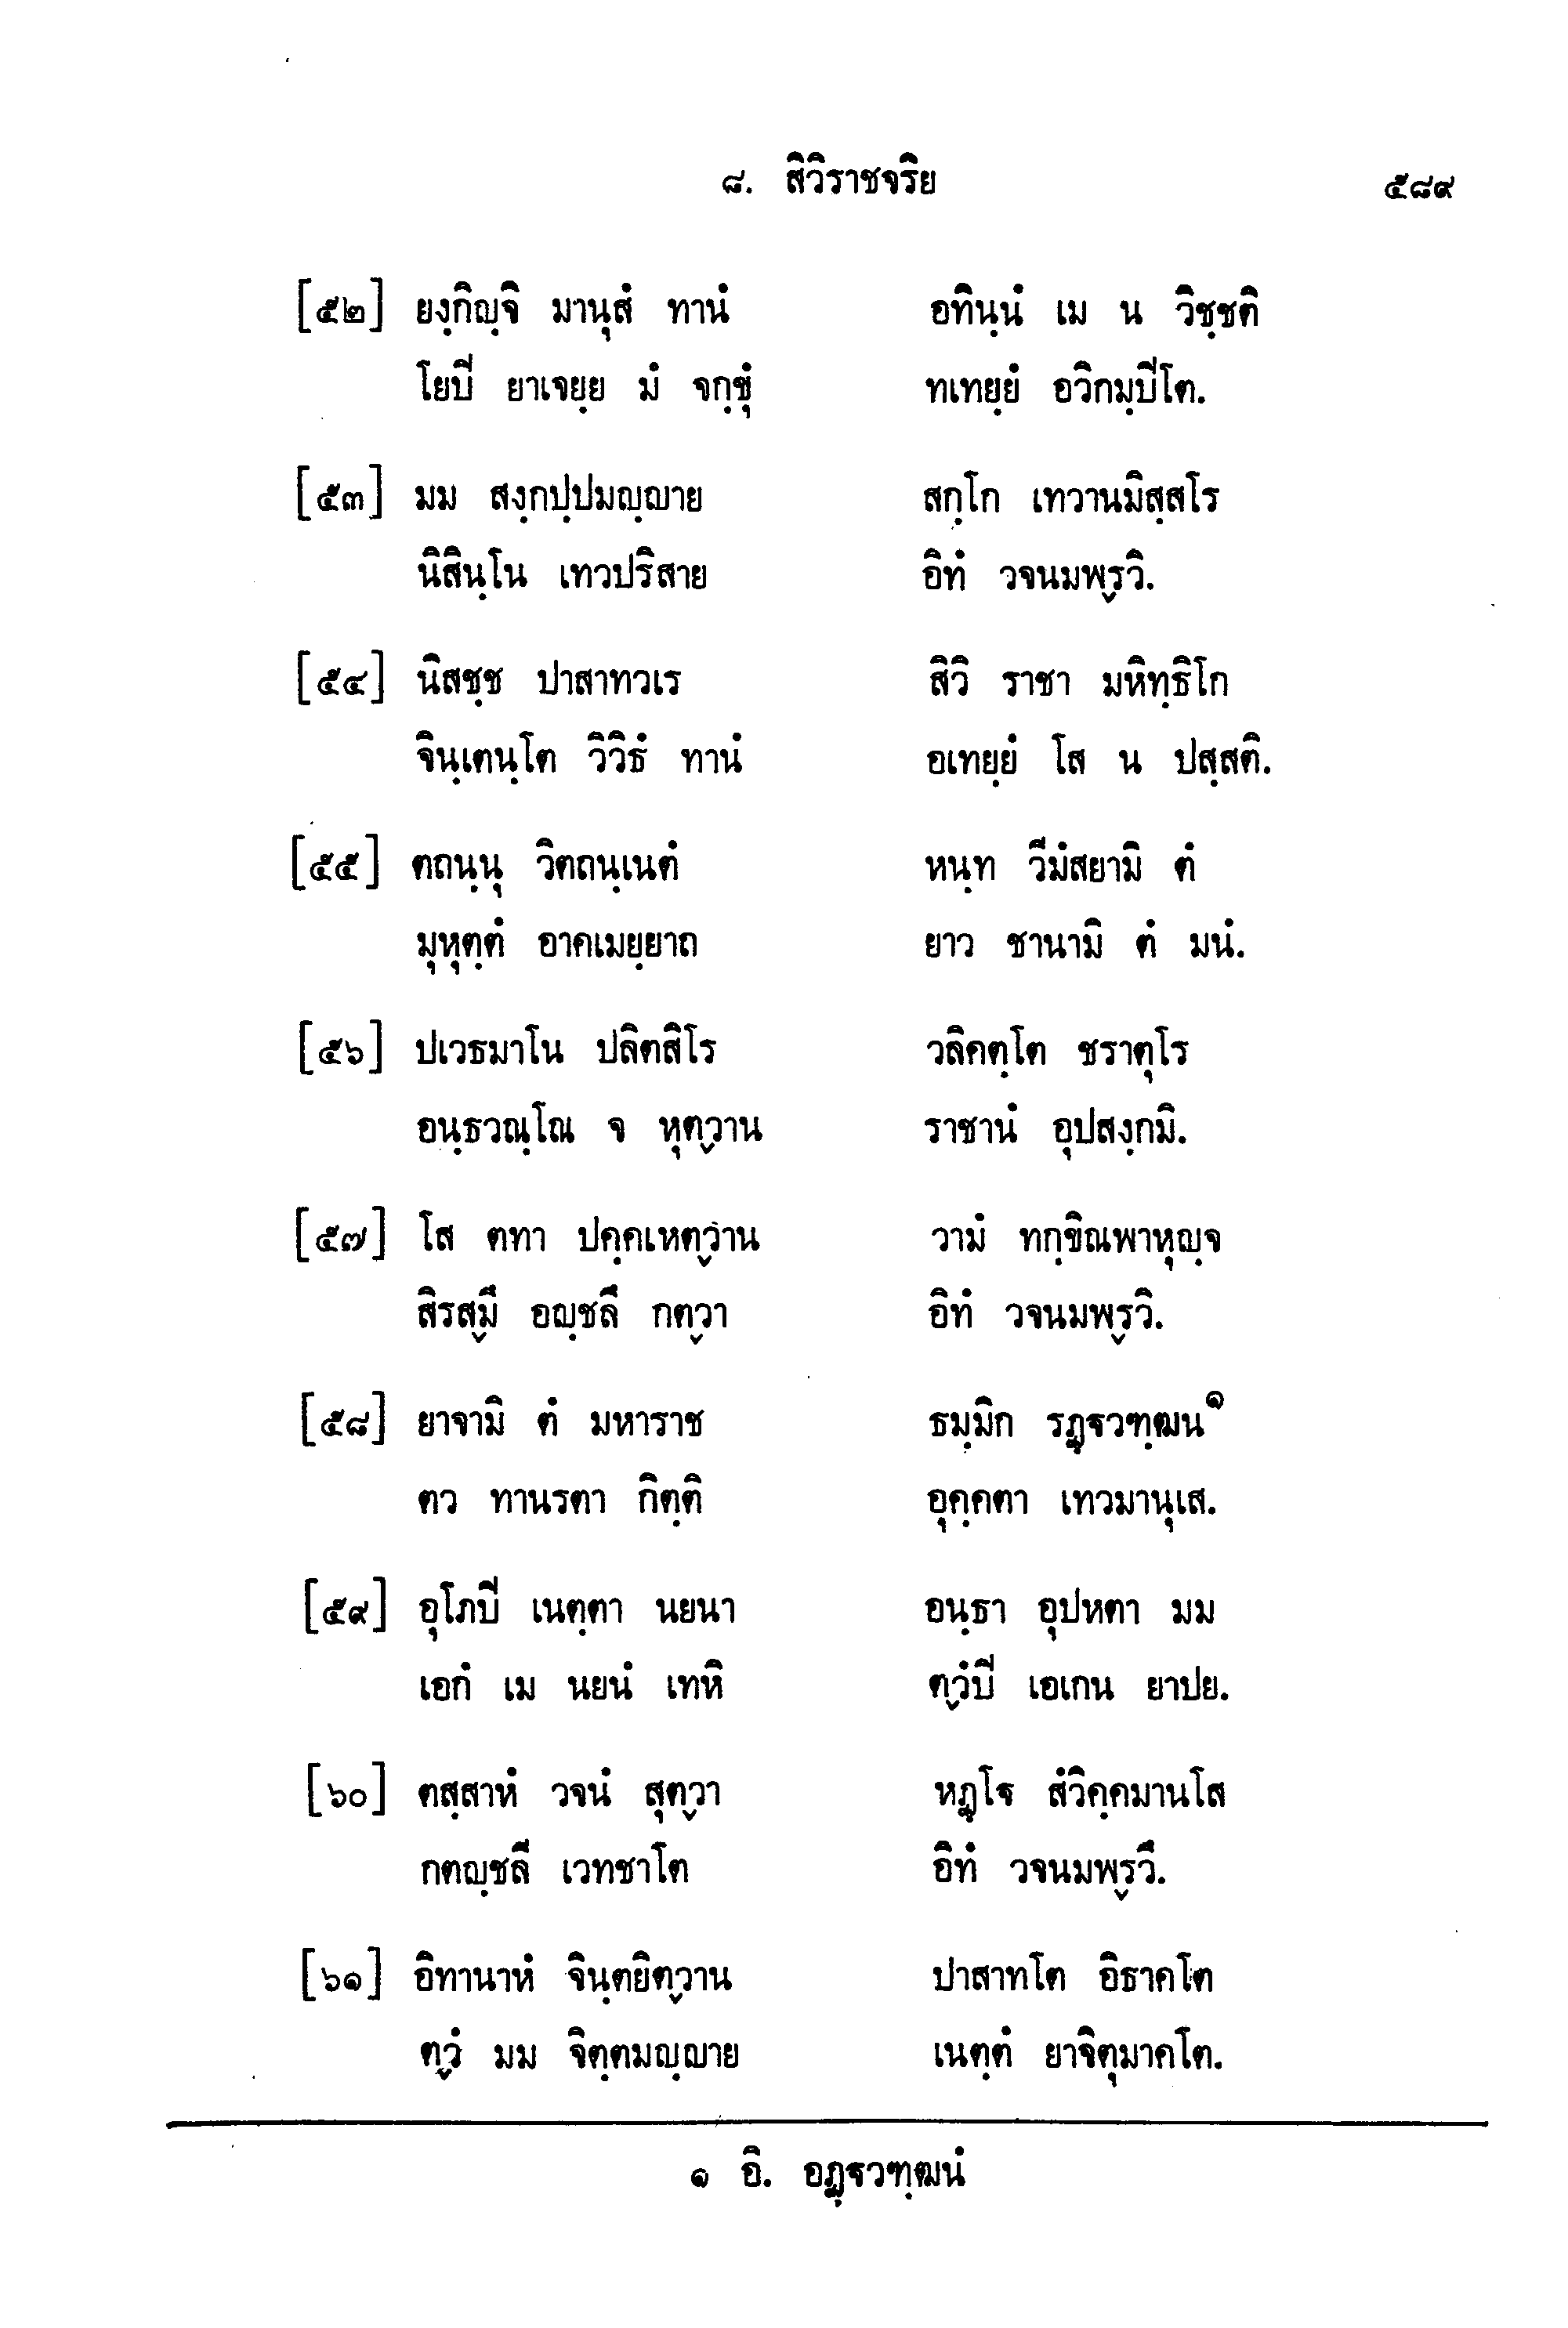 ๘. สิวิราชจริย ๕๘๙
[๕๒] ยงฺกิญฺจิ มานุสํ ทานํ อทินฺนํ เม น วิชฺชติ
โยปี ยาเจยฺย มํ จกฺขุํ ทเทยฺยํ อวิกมฺปีโต.
[๕๓] มม สงฺกปฺปมญฺญาย สกฺโก เทวานมิสฺสโร
นิสินฺโน เทวปริสาย อิทํ วจนมพฺรวิ.
[๕๔] นิสชฺช ปาสาทวเร สิวิ ราชา มหิทฺธิโก
จินฺเตนฺโต วิวิธํ ทานํ อเทยฺยํ โส น ปสฺสติ.
[๕๕] ตถนฺนุ วิตถนฺเนตํ หนฺท วีมํสยามิ ตํ
มุหุตฺตํ อาคเมยฺยาถ ยาว ชานามิ ตํ มนํ.
[๕๖] ปเวธมาโน ปลิตสิโร วลิคตฺโต ชราตุโร
อนฺธวณฺโณ จ หุตฺวาน ราชานํ อุปสงฺกมิ.
[๕๗] โส ตทา ปคฺคเหตฺวาน วามํ ทกฺขิณพาหุญฺจ
สิรสฺมึ อญฺชลึ กตฺวา อิทํ วจนมพฺรวิ.
[๕๘] ยาจามิ ตํ มหาราช ธมฺมิก รฏฺฐวฑฺฒน๑
ตว ทานรตา กิตฺติ อุคฺคตา เทวมานุเส.
[๕๙] อุโภปี เนตฺตา นยนา อนฺธา อุปหตา มม
เอกํ เม นยนํ เทหิ ตฺวํปี เอเกน ยาปย.
[๖๐] ตสฺสาหํ วจนํ สุตฺวา หฏฺโฐ สํวิคฺคมานโส
กตญฺชลี เวทชาโต อิทํ วจนมพฺรวึ.
[๖๑] อิทานาหํ จินฺตยิตฺวาน ปาสาทโต อิธาคโต
ตฺวํ มม จิตฺตมญฺญาย เนตฺตํ ยาจิตุมาคโต.
๑ อิ. อฏฺฐวฑฺฒนํ